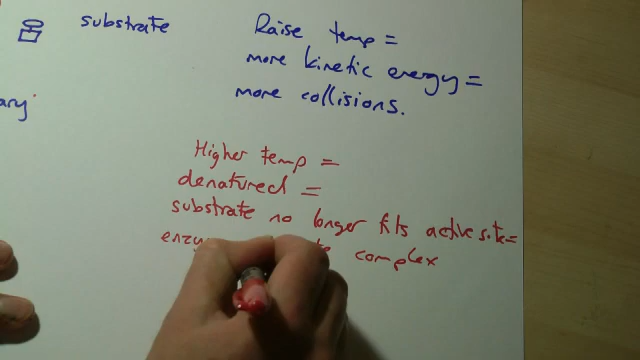 substrate
Raise temp =
more kinetic energy =
more collisions.
ary
Higher temp =
denatured =
substrate no longer fits active site =
enzy te complex